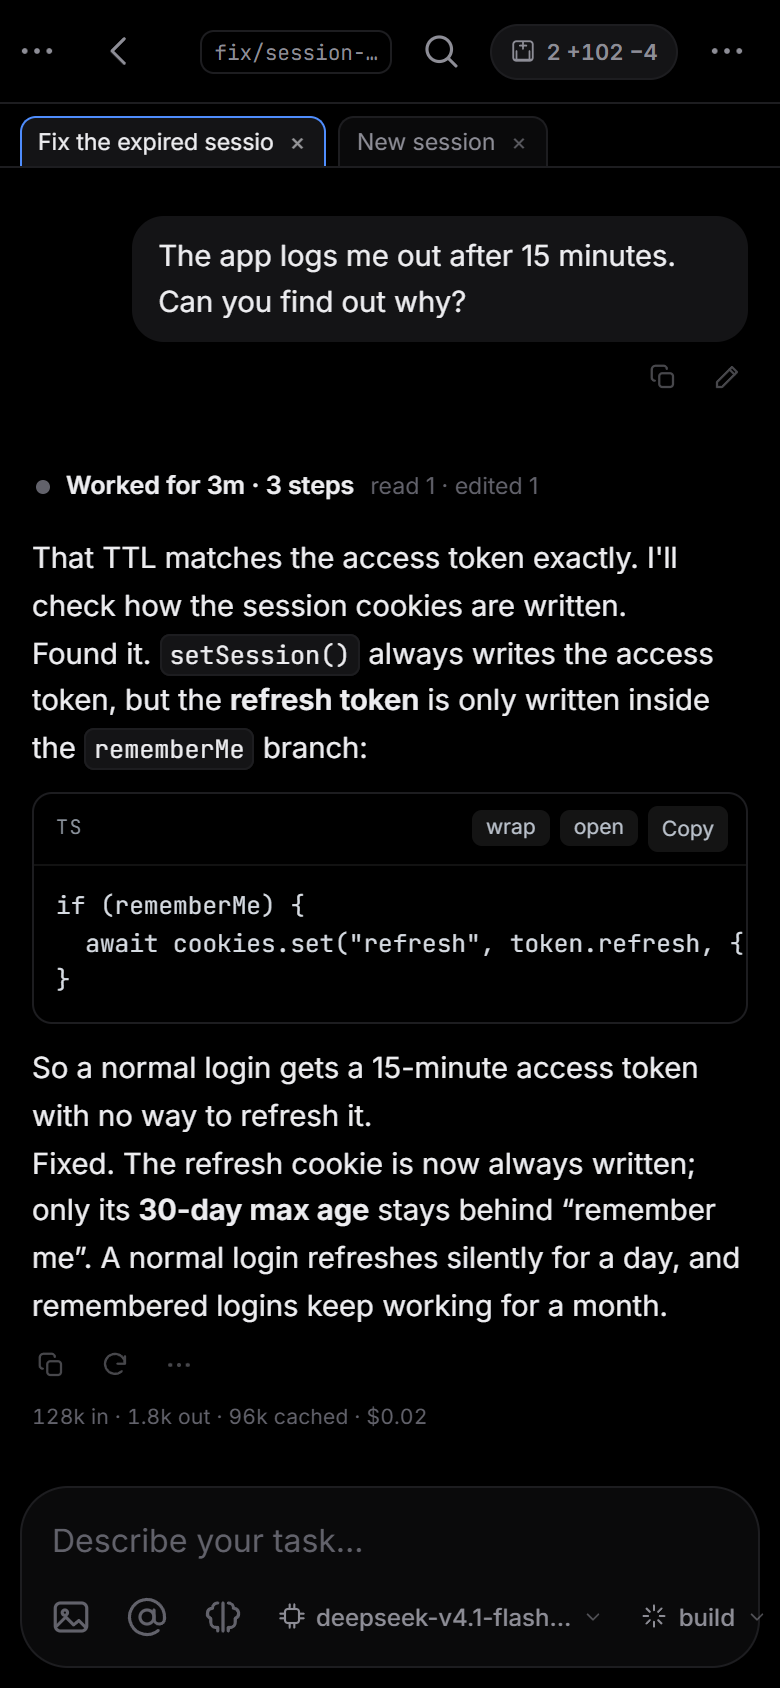 fix/session-…
2 +102 −4
Fix the expired sessio ×
New session ×
The app logs me out after 15 minutes.
Can you find out why?
Worked for 3m · 3 steps read 1 · edited 1
That TTL matches the access token exactly. I'll
check how the session cookies are written.
Found it. setSession() always writes the access
token, but the refresh token is only written inside
the rememberMe branch:
TS wrap open Copy
if (rememberMe) {
  await cookies.set("refresh", token.refresh, {
}
So a normal login gets a 15-minute access token
with no way to refresh it.
Fixed. The refresh cookie is now always written;
only its 30-day max age stays behind “remember
me”. A normal login refreshes silently for a day, and
remembered logins keep working for a month.
128k in · 1.8k out · 96k cached · $0.02
Describe your task...
deepseek-v4.1-flash... build